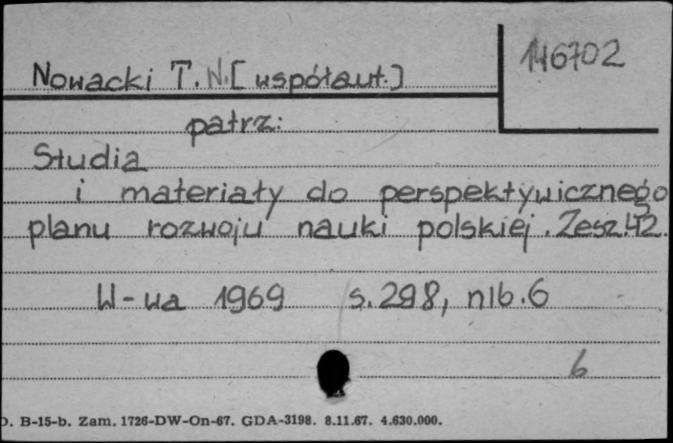 146702
Nowacki T. W. [współaut.]
patrz:
Studia
i materiały do perspektywicznego
planu rozwoju nauki polskiej. Zesz. 42.
W-wa 1969 s. 298, nlb. 6
6
D. B-15-b. Zam. 1726-DW-On-67. GDA-3198. 8.11.67. 4.630.000.